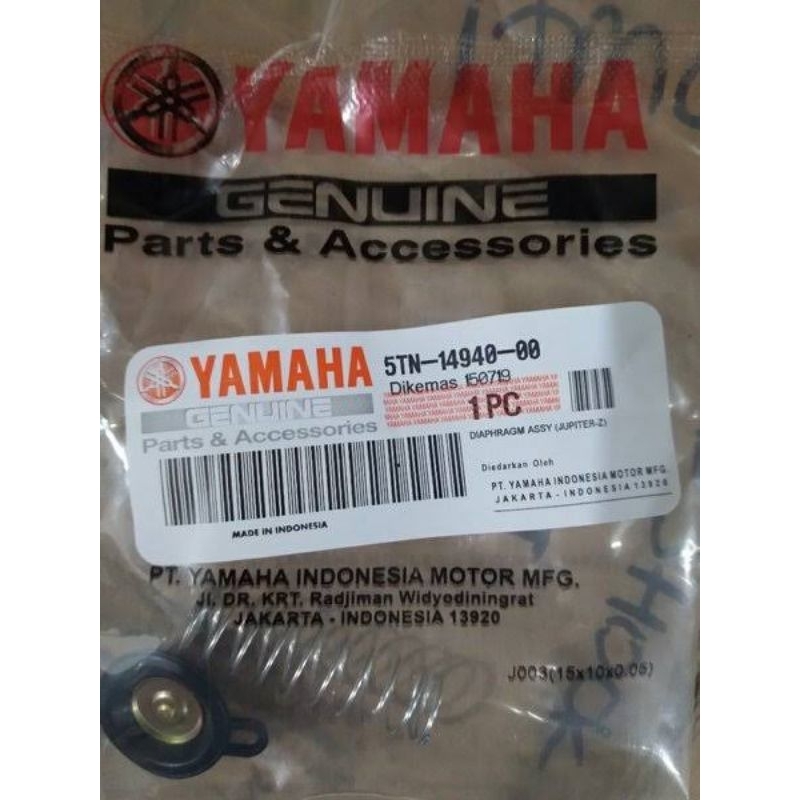 YAMAHA
GENUINE
Parts & Accessories
YAMAHA
GENUINE
Parts & Accessories
5TN-14940-00
Dikemas 150719
1 PC
DIAPHRAGM ASSY (JUPITER-Z)
Diedarkan Oleh
PT. YAMAHA INDONESIA MOTOR MFG.
JAKARTA - INDONESIA 13920
MADE IN INDONESIA
PT. YAMAHA INDONESIA MOTOR MFG.
Jl. DR. KRT. Radjiman Widyodiningrat
JAKARTA - INDONESIA 13920
J003(15x10x0.05)